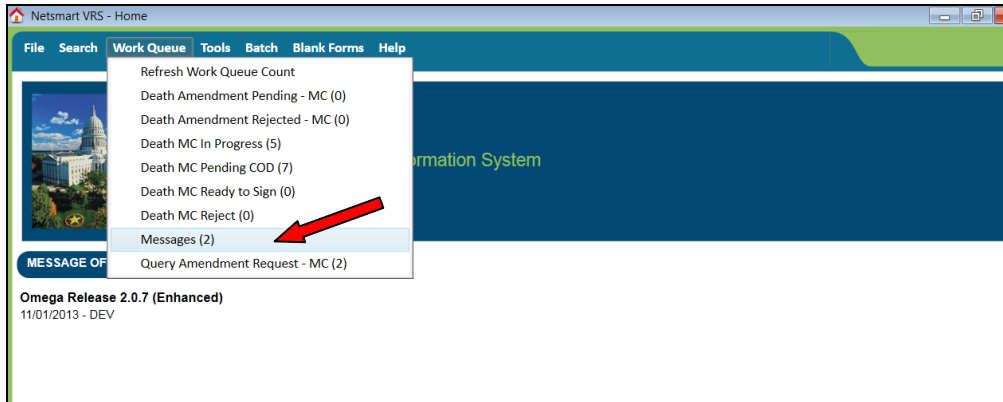 Netsmart VRS - Home
File Search Work Queue Tools Batch Blank Forms Help
Refresh Work Queue Count
Death Amendment Pending - MC (0)
Death Amendment Rejected - MC (0)
Death MC In Progress (5)
Death MC Pending COD (7)
Death MC Ready to Sign (0)
Death MC Reject (0)
Messages (2)
Query Amendment Request - MC (2)
ormation System
MESSAGE OF
Omega Release 2.0.7 (Enhanced)
11/01/2013 - DEV